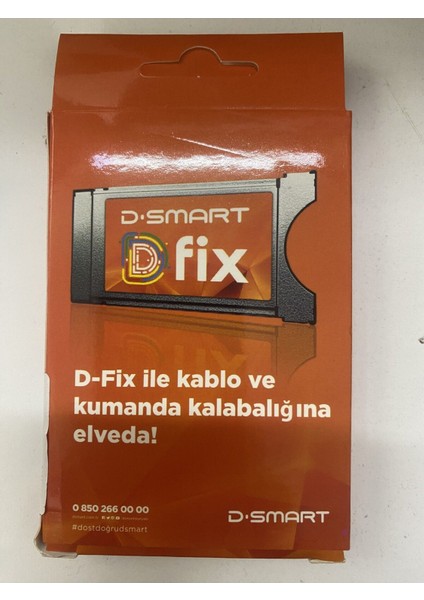 D·SMART
D fix
D-Fix ile kablo ve
kumanda kalabalığına
elveda!
0 850 266 00 00
#dostdoğrudsmart
D·SMART